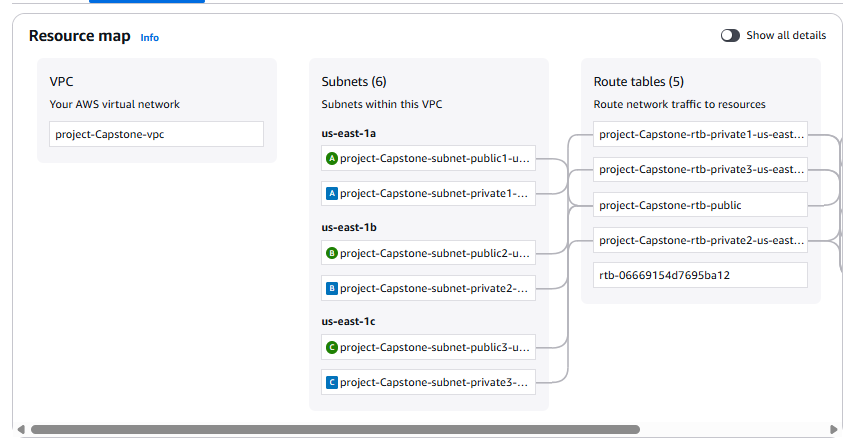 Resource map Info
Show all details
VPC
Your AWS virtual network
project-Capstone-vpc
Subnets (6)
Subnets within this VPC
us-east-1a
A project-Capstone-subnet-public1-u...
A project-Capstone-subnet-private1-...
us-east-1b
B project-Capstone-subnet-public2-u...
B project-Capstone-subnet-private2-...
us-east-1c
C project-Capstone-subnet-public3-u...
C project-Capstone-subnet-private3-...
Route tables (5)
Route network traffic to resources
project-Capstone-rtb-private1-us-east...
project-Capstone-rtb-private3-us-east...
project-Capstone-rtb-public
project-Capstone-rtb-private2-us-east...
rtb-06669154d7695ba12